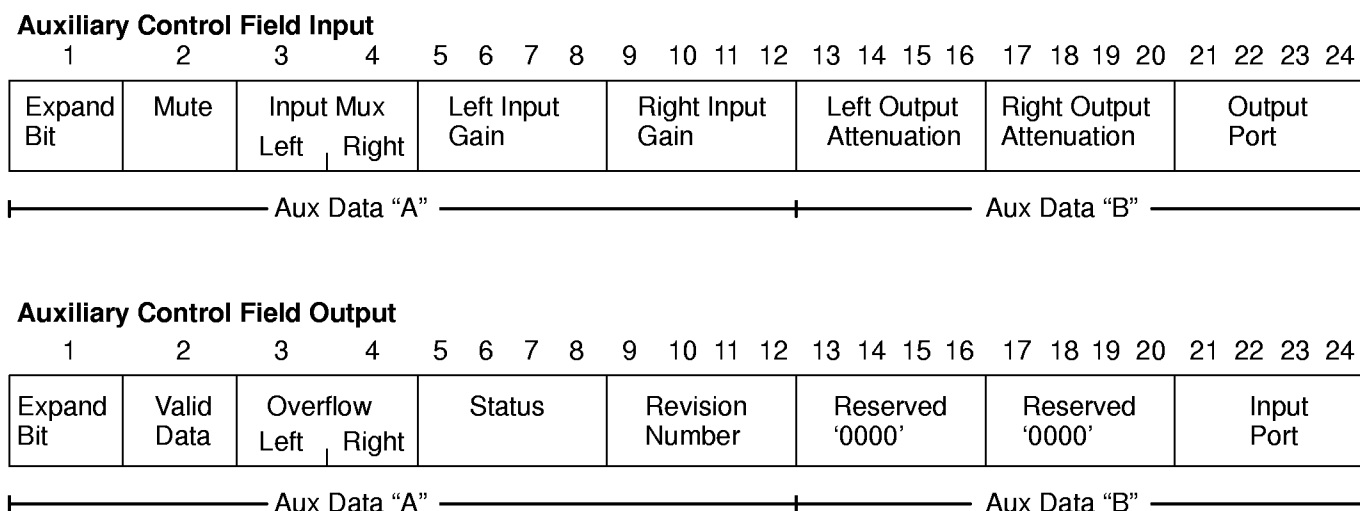 Auxiliary Control Field Input
1 2 3 4 5 6 7 8 9 10 11 12 13 14 15 16 17 18 19 20 21 22 23 24
Expand Mute Input Mux Left Input Right Input Left Output Right Output Output
Bit Left Right Gain Gain Attenuation Attenuation Port
Aux Data “A” Aux Data “B”
Auxiliary Control Field Output
1 2 3 4 5 6 7 8 9 10 11 12 13 14 15 16 17 18 19 20 21 22 23 24
Expand Valid Overflow Status Revision Reserved Reserved Input
Bit Data Left Right Number ‘0000’ ‘0000’ Port
Aux Data “A” Aux Data “B”